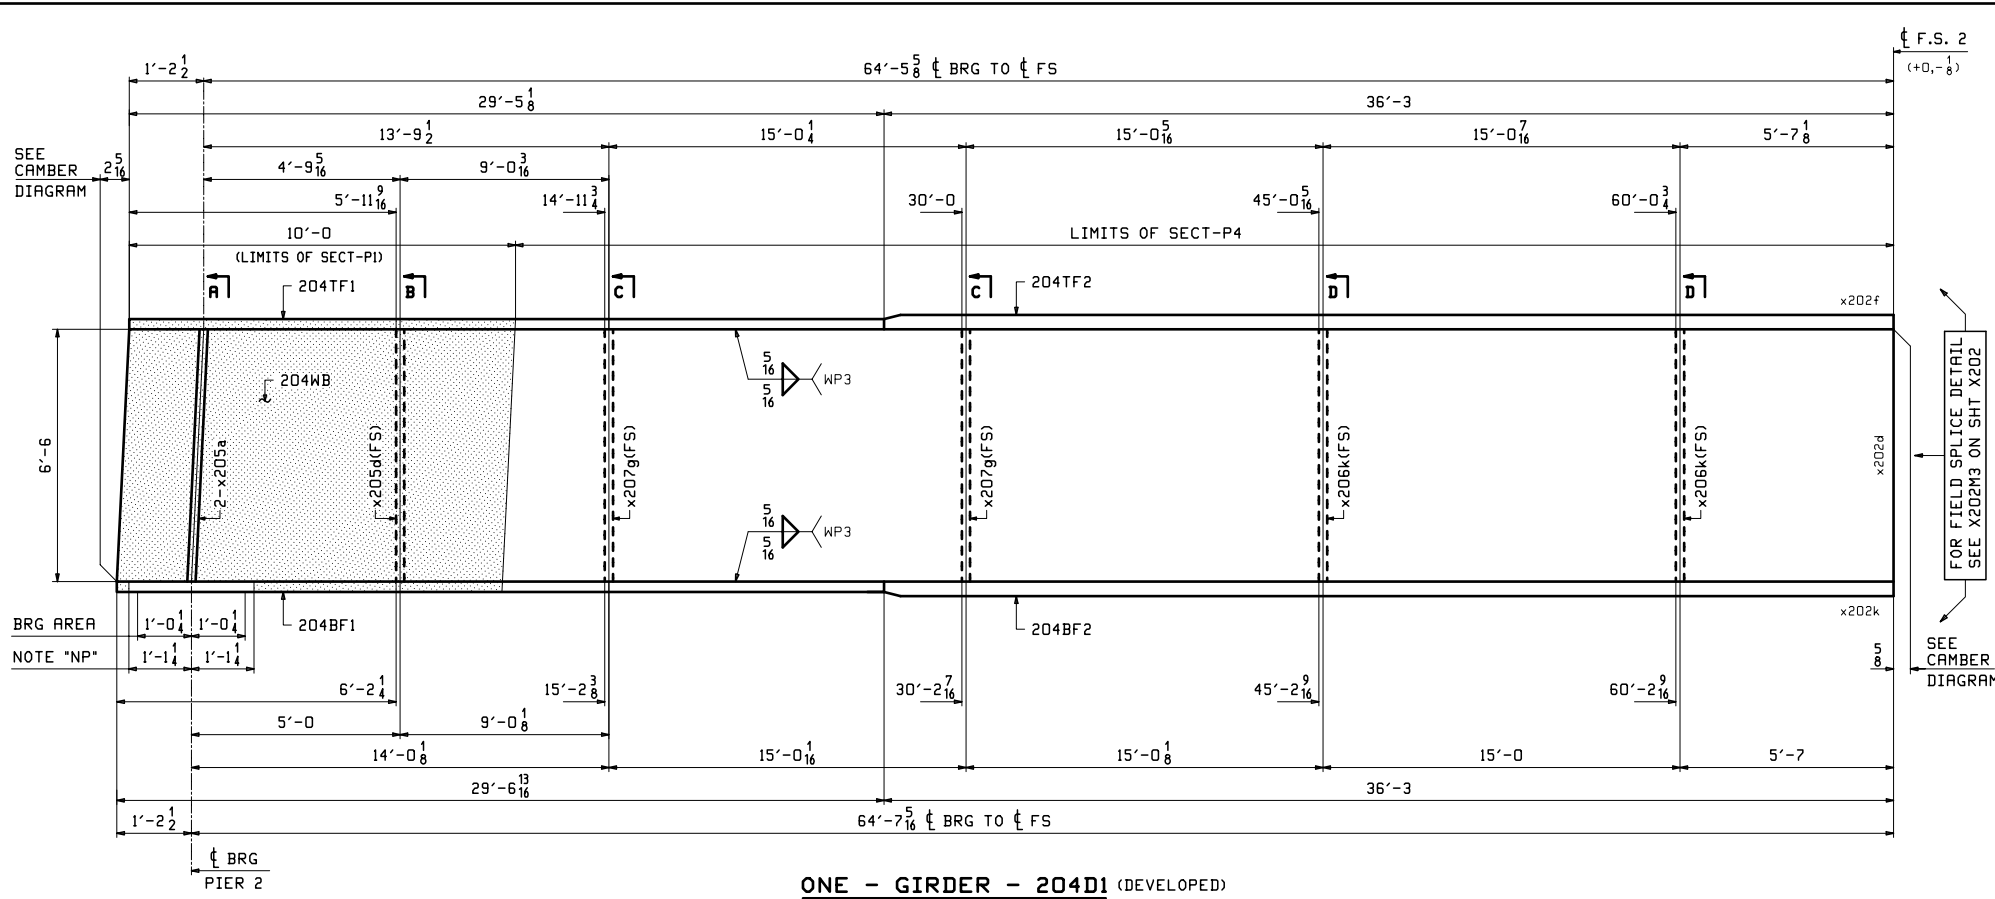 ℄ F.S. 2
(+0,-1/8)
1'-2 1/2
64'-5 5/8 ℄ BRG TO ℄ FS
29'-5 1/8
36'-3
13'-9 1/2
15'-0 1/4
15'-0 5/16
15'-0 7/16
5'-7 1/8
SEE
CAMBER
DIAGRAM
2 5/16
4'-9 5/16
9'-0 3/16
5'-11 9/16
14'-11 3/4
30'-0
45'-0 5/16
60'-0 3/4
10'-0
(LIMITS OF SECT-P1)
LIMITS OF SECT-P4
A
B
C
C
D
D
204TF1
204TF2
x202f
204WB
5/16
5/16
WP3
6'-6
2-x205a
x205d(FS)
x207g(FS)
x207g(FS)
x206k(FS)
x206k(FS)
x202d
FOR FIELD SPLICE DETAIL
SEE X202M3 ON SHT X202
5/16
5/16
WP3
204BF1
204BF2
x202k
BRG AREA
1'-0 1/4
1'-0 1/4
NOTE "NP"
1'-1 1/4
1'-1 1/4
5/8
SEE
CAMBER
DIAGRAM
6'-2 1/4
15'-2 3/8
30'-2 7/16
45'-2 9/16
60'-2 9/16
5'-0
9'-0 1/8
14'-0 1/8
15'-0 1/16
15'-0 1/8
15'-0
5'-7
29'-6 13/16
36'-3
1'-2 1/2
64'-7 5/16 ℄ BRG TO ℄ FS
℄ BRG
PIER 2
ONE - GIRDER - 204D1 (DEVELOPED)